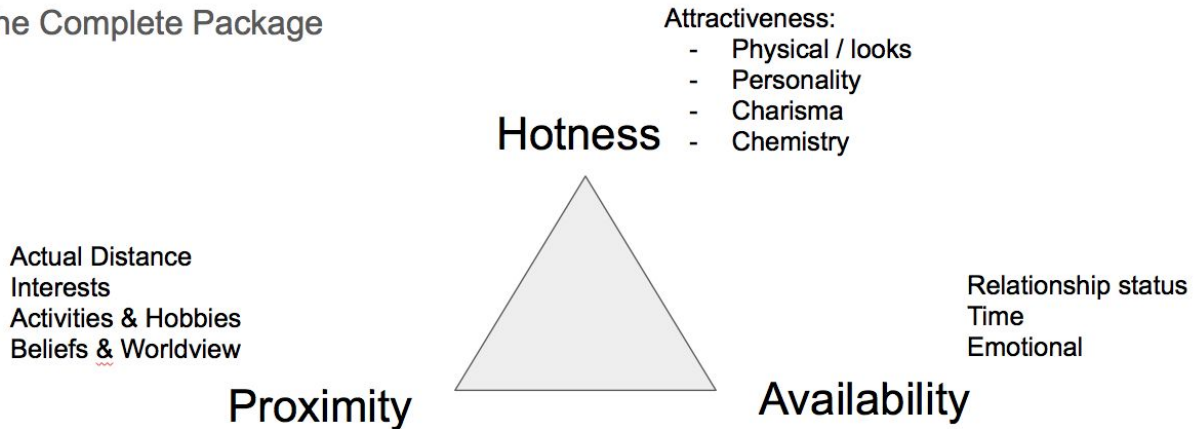 he Complete Package
Attractiveness:
- Physical / looks
- Personality
- Charisma
- Chemistry
Hotness
Actual Distance
Interests
Activities & Hobbies
Beliefs & Worldview
Proximity
Relationship status
Time
Emotional
Availability